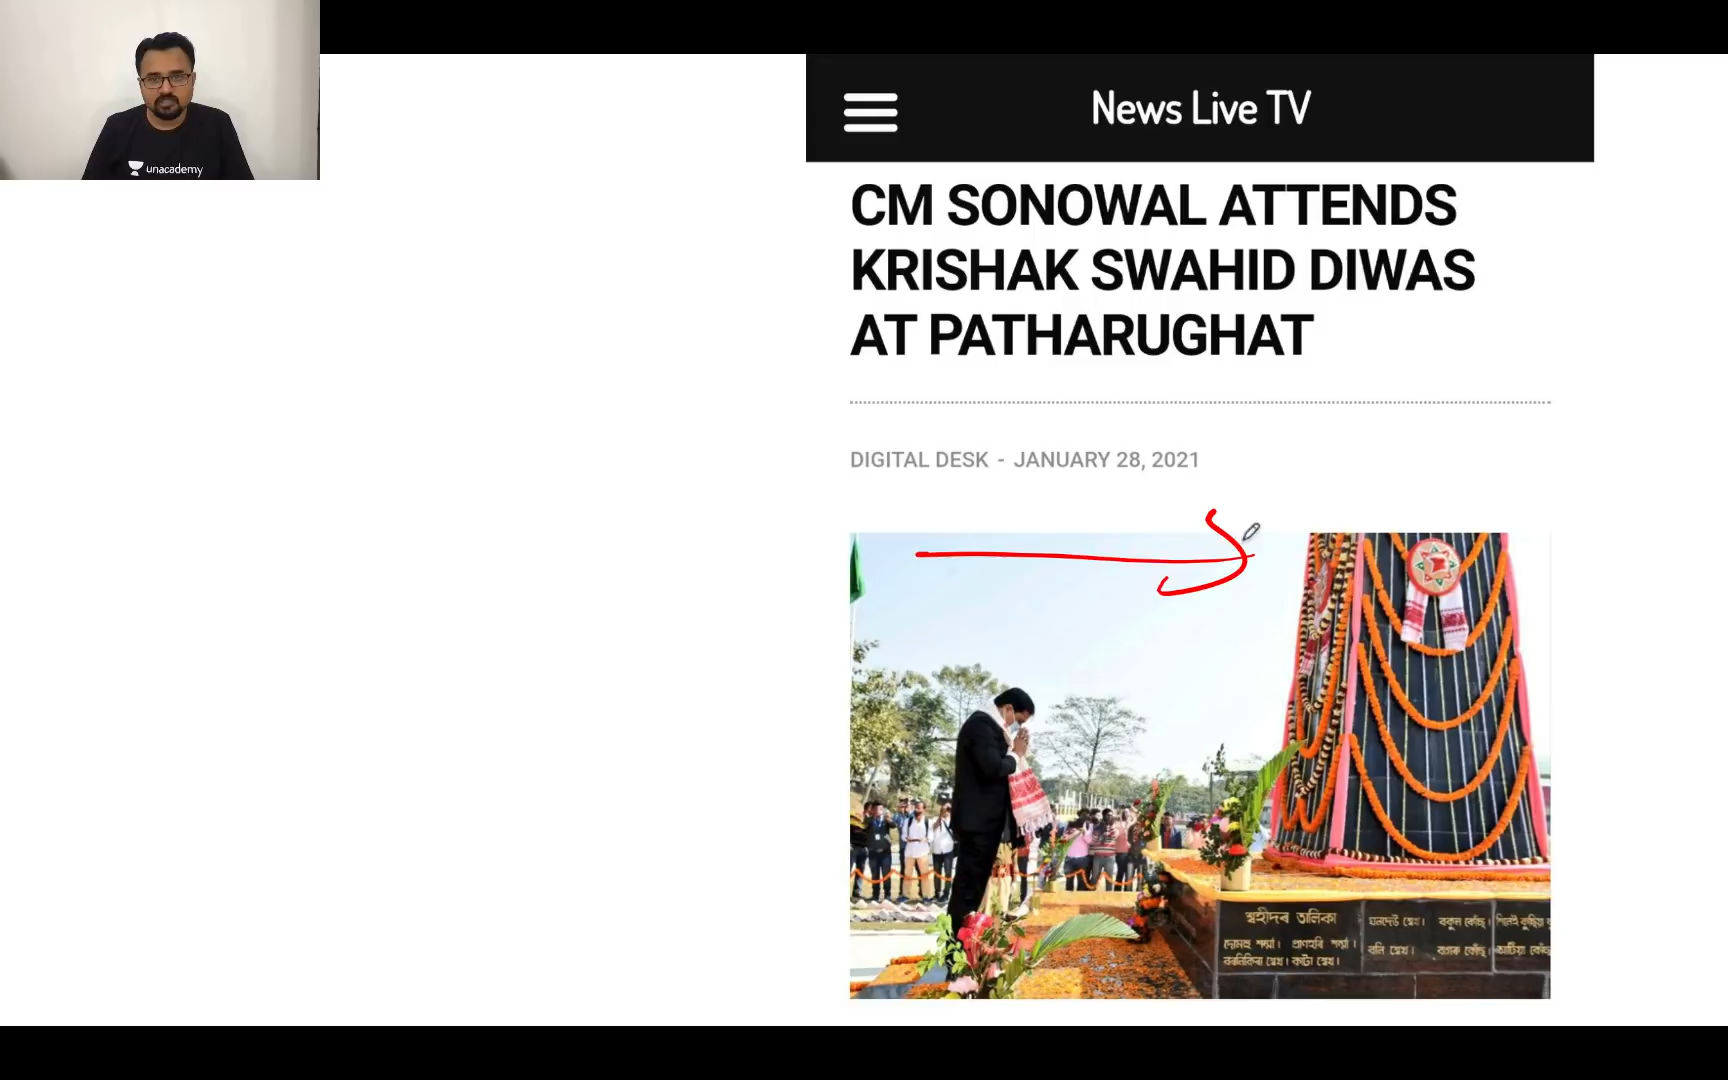 unacademy
News Live TV
CM SONOWAL ATTENDS
KRISHAK SWAHID DIWAS
AT PATHARUGHAT
DIGITAL DESK - JANUARY 28, 2021
শ্বহীদৰ তালিকা